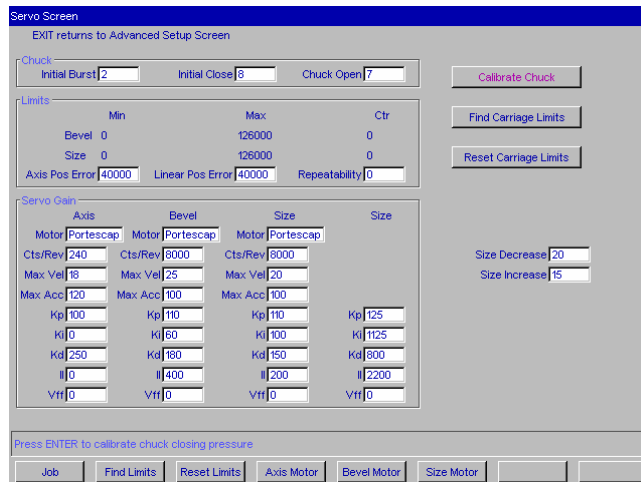 Servo Screen
EXIT returns to Advanced Setup Screen
Chuck
Initial Burst 2 Initial Close 8 Chuck Open 7
Calibrate Chuck
Limits
Min Max Ctr
Find Carriage Limits
Bevel 0 126000 0
Size 0 126000 0
Reset Carriage Limits
Axis Pos Error 40000 Linear Pos Error 40000 Repeatability 0
Servo Gain
Axis Bevel Size Size
Motor Portescap Motor Portescap Motor Portescap
Cts/Rev 240 Cts/Rev 8000 Cts/Rev 8000
Size Decrease 20
Max Vel 18 Max Vel 25 Max Vel 20
Size Increase 15
Max Acc 120 Max Acc 100 Max Acc 100
Kp 100 Kp 110 Kp 110 Kp 125
Ki 0 Ki 60 Ki 100 Ki 1125
Kd 250 Kd 180 Kd 150 Kd 800
Il 0 Il 400 Il 200 Il 2200
Vff 0 Vff 0 Vff 0 Vff 0
Press ENTER to calibrate chuck closing pressure
Job Find Limits Reset Limits Axis Motor Bevel Motor Size Motor